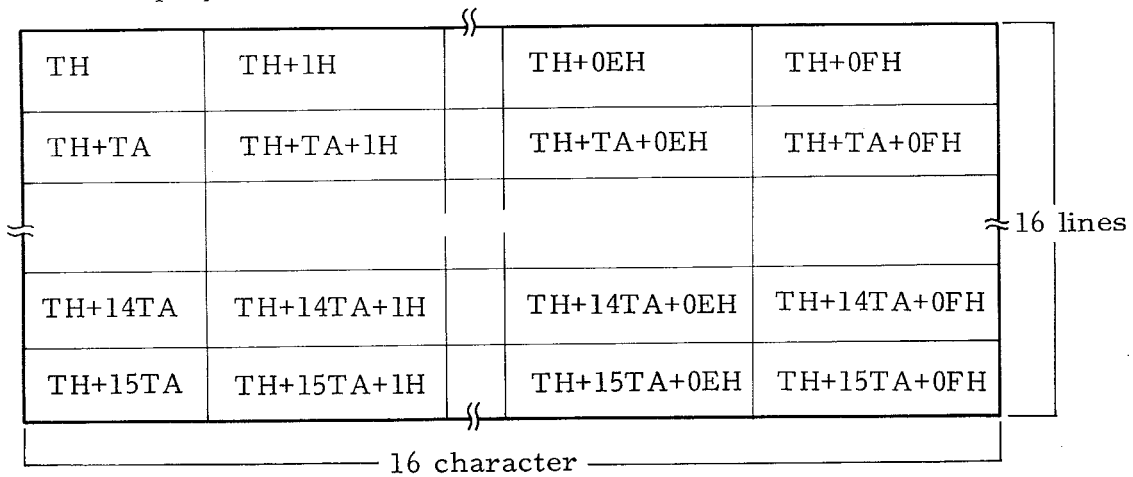 TH TH+1H TH+0EH TH+0FH
TH+TA TH+TA+1H TH+TA+0EH TH+TA+0FH
16 lines
TH+14TA TH+14TA+1H TH+14TA+0EH TH+14TA+0FH
TH+15TA TH+15TA+1H TH+15TA+0EH TH+15TA+0FH
16 character